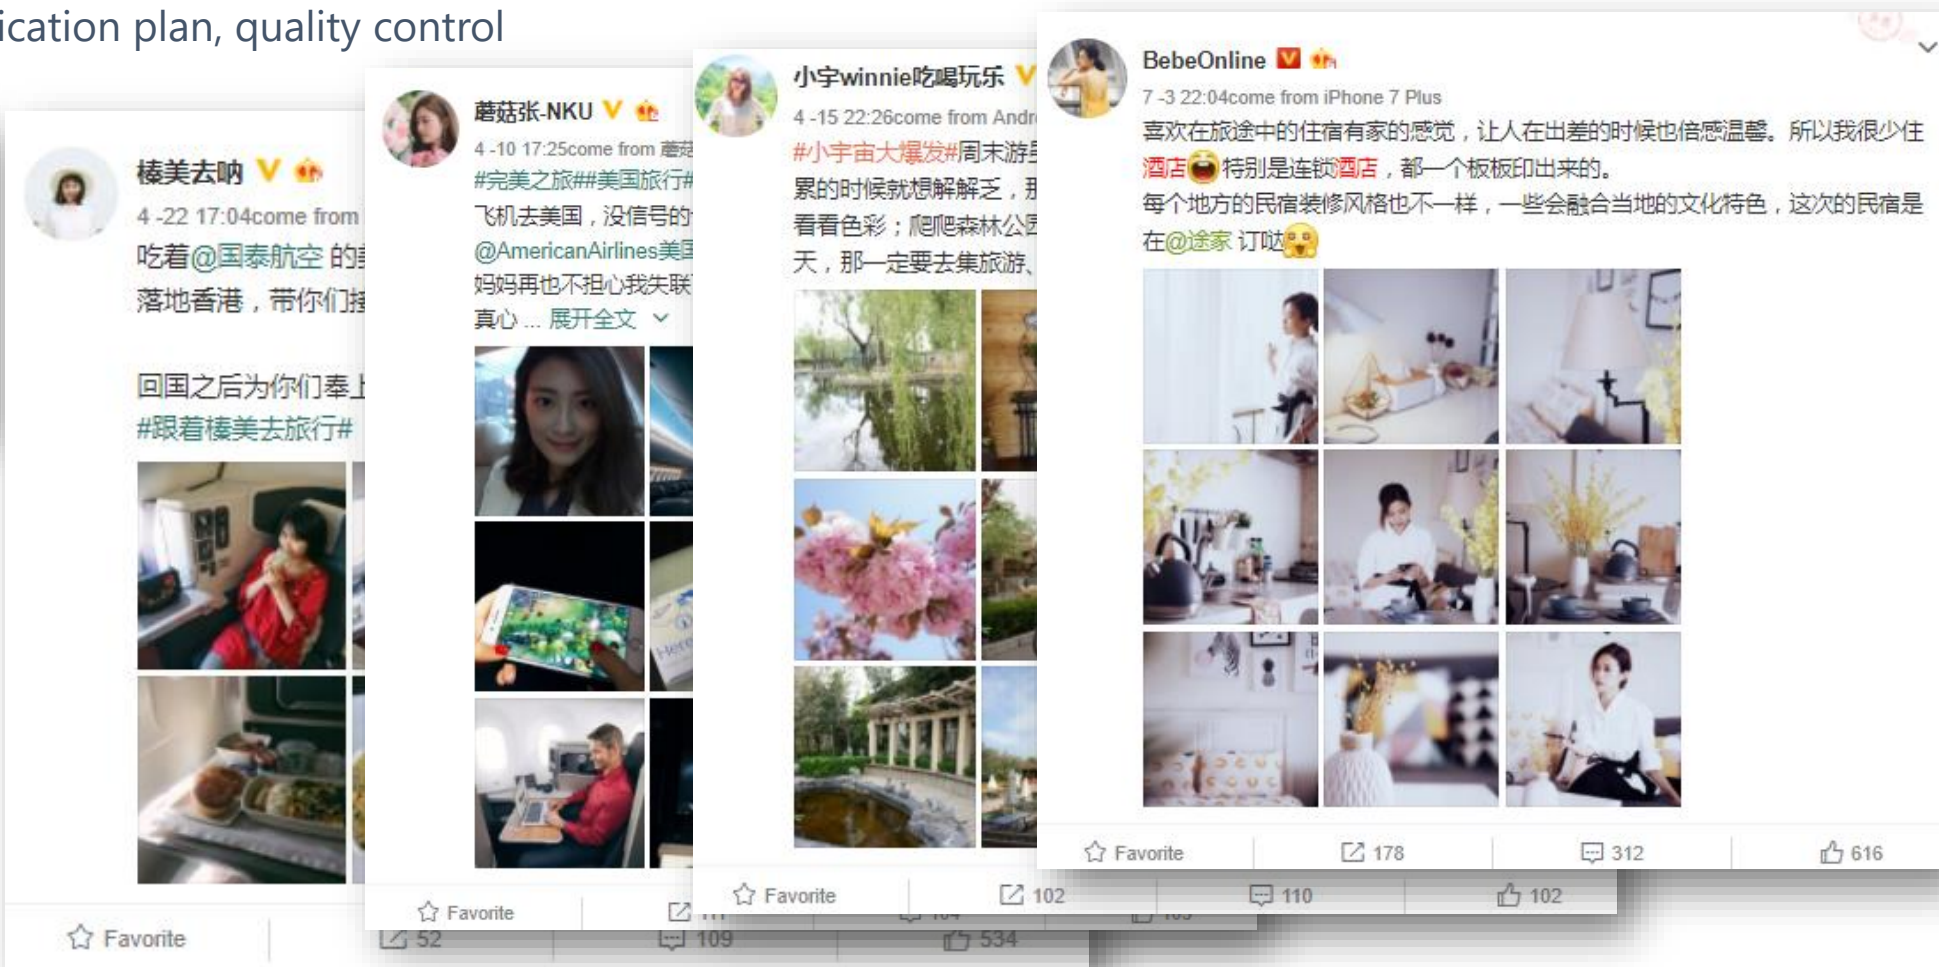 ication plan, quality control
榛美去呐
4 -22 17:04come from
吃着@国泰航空 的
落地香港，带你们
回国之后为你们奉上
#跟着榛美去旅行#
Favorite
52
109
534
蘑菇张-NKU
4 -10 17:25come from 蘑菇
#完美之旅##美国旅行#
飞机去美国，没信号的
@AmericanAirlines美国
妈妈再也不担心我失联
真心 ... 展开全文
Favorite
小宇winnie吃喝玩乐
4 -15 22:26come from Andr
#小宇宙大爆发#周末游
累的时候就想解解乏，那
看看色彩；爬爬森林公园
天，那一定要去集旅游、
Favorite
102
110
102
BebeOnline
7 -3 22:04come from iPhone 7 Plus
喜欢在旅途中的住宿有家的感觉，让人在出差的时候也倍感温馨。所以我很少住
酒店 特别是连锁酒店，都一个板板印出来的。
每个地方的民宿装修风格也不一样，一些会融合当地的文化特色，这次的民宿是
在@途家 订哒
Favorite
178
312
616